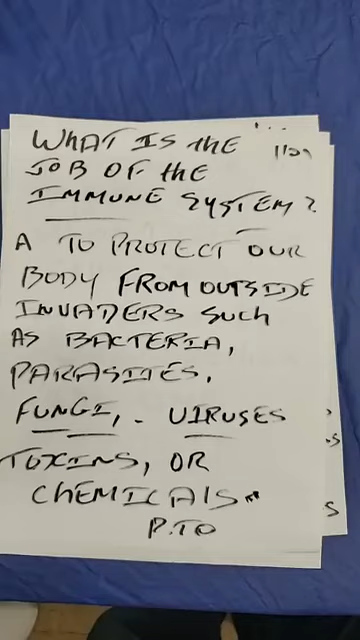 WHAT IS the
JOB OF the
IMMUNE SYSTEM?
A TO PROTECT OUR
BODY FROM OUTSIDE
INVADERS SUCH
AS BACTERIA,
PARASITES,
FUNGI, - VIRUSES
TOXINS, OR
CHEMICALS
P.TO